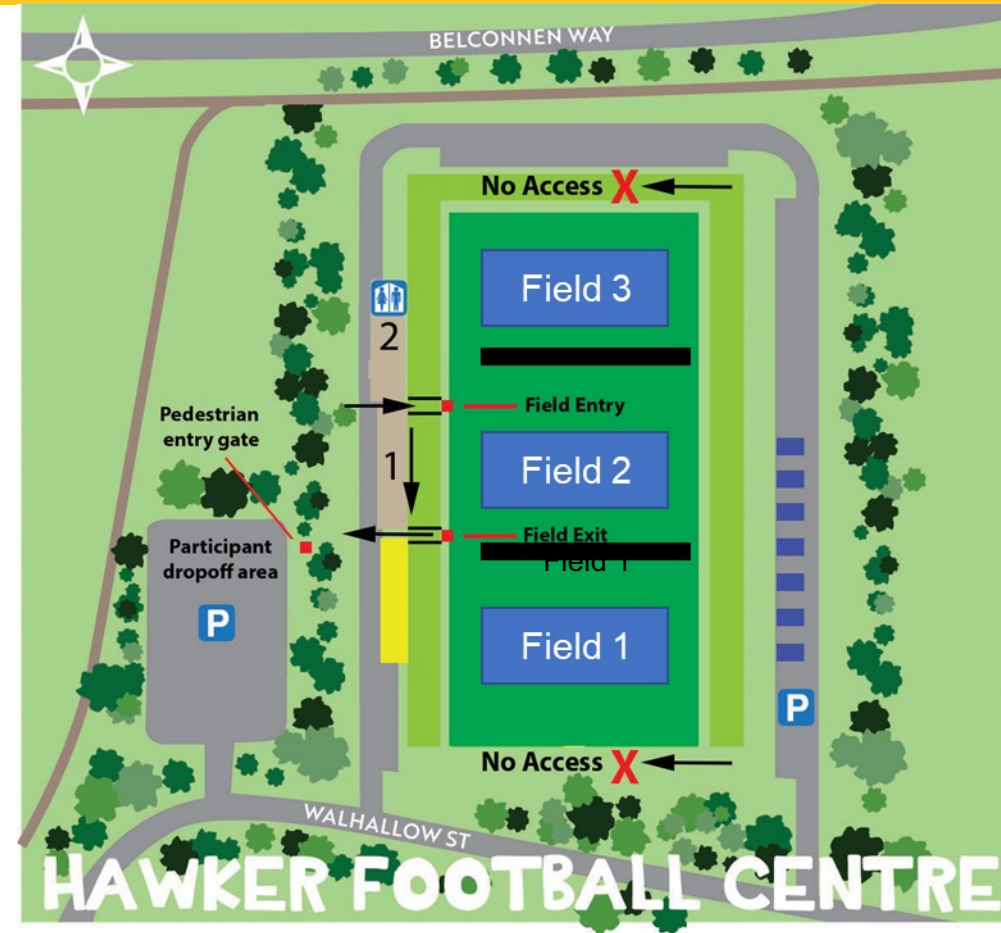 BELCONNEN WAY
No Access X
Field 3
2
Field Entry
Pedestrian
entry gate
Field 2
1
Field Exit
Field 1
Participant
dropoff area
P
Field 1
P
No Access X
WALHALLOW ST
HAWKER FOOTBALL CENTRE